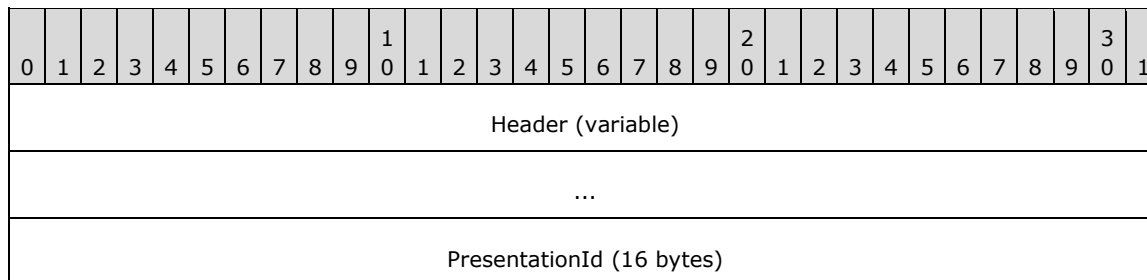 1 2 3
0 1 2 3 4 5 6 7 8 9 0 1 2 3 4 5 6 7 8 9 0 1 2 3 4 5 6 7 8 9 0 1
Header (variable)
...
PresentationId (16 bytes)